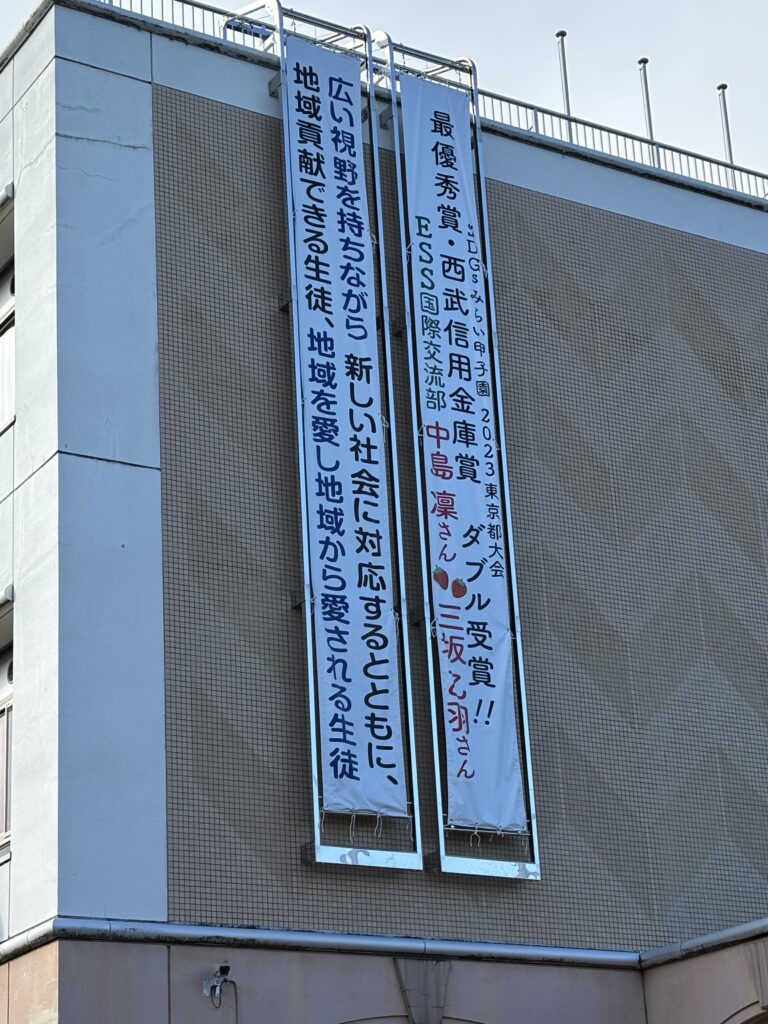 SDGsみらい甲子園 2023 東京都大会
最優秀賞・西武信用金庫賞 ダブル受賞!!
ESS国際交流部 中島 凜さん 三坂 乙羽さん
広い視野を持ちながら 新しい社会に対応するとともに、
地域貢献できる生徒、地域を愛し地域から愛される生徒